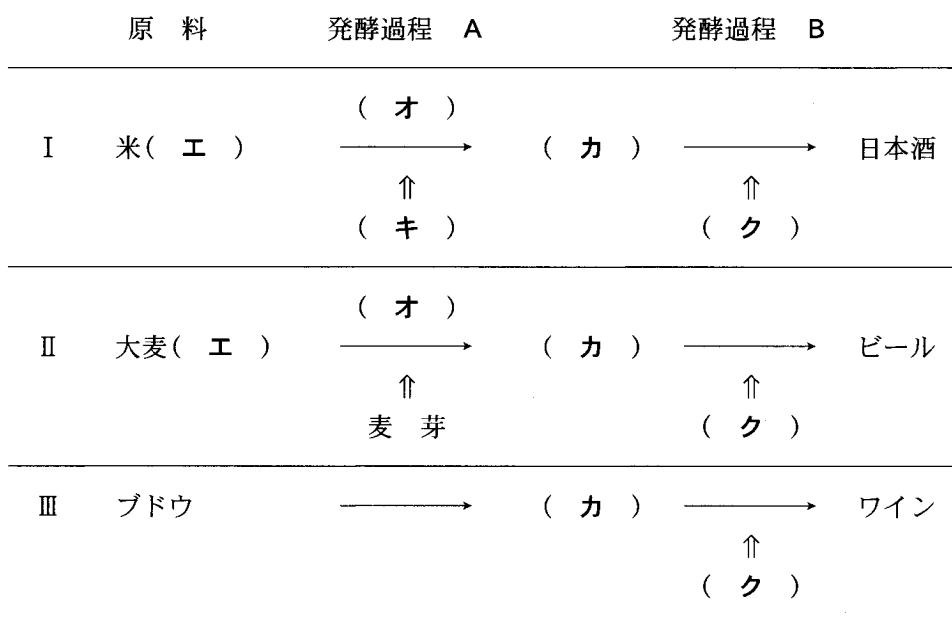 原 料 発酵過程 A 発酵過程 B
( オ )
Ⅰ 米( エ ) → ( カ ) → 日本酒
⇑ ⇑
( キ ) ( ク )
( オ )
Ⅱ 大麦( エ ) → ( カ ) → ビール
⇑ ⇑
麦 芽 ( ク )
Ⅲ ブドウ → ( カ ) → ワイン
⇑
( ク )